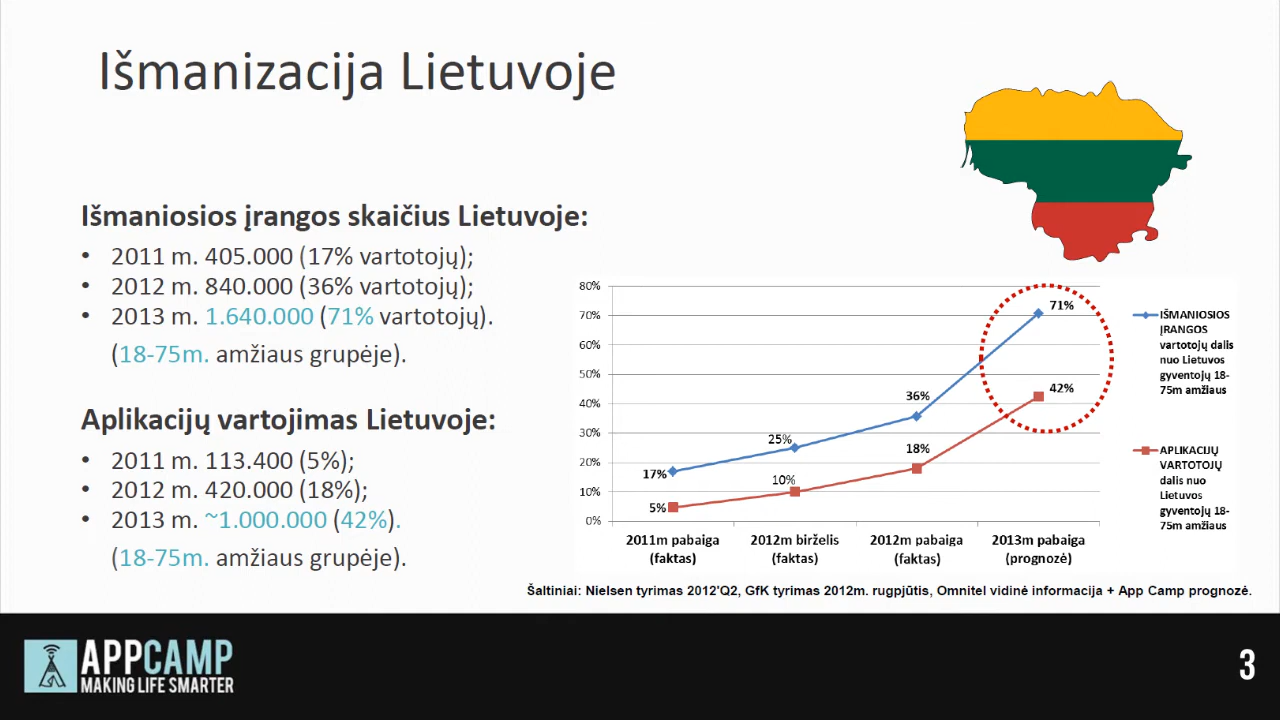 Išmanizacija Lietuvoje
Išmaniosios įrangos skaičius Lietuvoje:
• 2011 m. 405.000 (17% vartotojų);
• 2012 m. 840.000 (36% vartotojų);
• 2013 m. 1.640.000 (71% vartotojų).
(18-75m. amžiaus grupėje).
Aplikacijų vartojimas Lietuvoje:
• 2011 m. 113.400 (5%);
• 2012 m. 420.000 (18%);
• 2013 m. ~1.000.000 (42%).
(18-75m. amžiaus grupėje).
80%
70%
60%
50%
40%
30%
20%
10%
0%
17%
25%
36%
71%
5%
10%
18%
42%
2011m pabaiga
(faktas)
2012m birželis
(faktas)
2012m pabaiga
(faktas)
2013m pabaiga
(prognozė)
IŠMANIOSIOS
ĮRANGOS
vartotojų dalis
nuo Lietuvos
gyventojų 18-
75m amžiaus
APLIKACIJŲ
VARTOTOJŲ
dalis nuo
Lietuvos
gyventojų 18-
75m amžiaus
Šaltiniai: Nielsen tyrimas 2012'Q2, GfK tyrimas 2012m. rugpjūtis, Omnitel vidinė informacija + App Camp prognozė.
APPCAMP
MAKING LIFE SMARTER
3